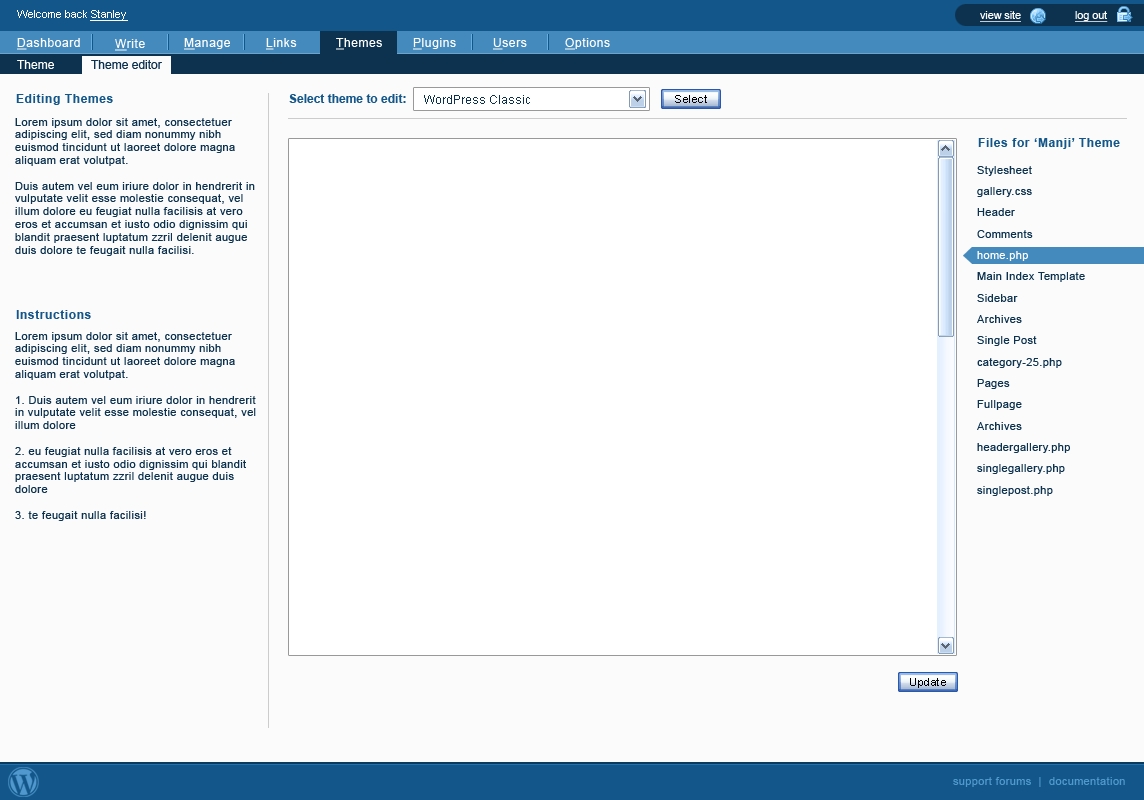 Welcome back Stanley
view site
log out
Dashboard
Write
Manage
Links
Themes
Plugins
Users
Options
Theme
Theme editor
Editing Themes
Lorem ipsum dolor sit amet, consectetuer
adipiscing elit, sed diam nonummy nibh
euismod tincidunt ut laoreet dolore magna
aliquam erat volutpat.
Duis autem vel eum iriure dolor in hendrerit in
vulputate velit esse molestie consequat, vel
illum dolore eu feugiat nulla facilisis at vero
eros et accumsan et iusto odio dignissim qui
blandit praesent luptatum zzril delenit augue
duis dolore te feugait nulla facilisi.
Instructions
Lorem ipsum dolor sit amet, consectetuer
adipiscing elit, sed diam nonummy nibh
euismod tincidunt ut laoreet dolore magna
aliquam erat volutpat.
1. Duis autem vel eum iriure dolor in hendrerit
in vulputate velit esse molestie consequat, vel
illum dolore
2. eu feugiat nulla facilisis at vero eros et
accumsan et iusto odio dignissim qui blandit
praesent luptatum zzril delenit augue duis
dolore
3. te feugait nulla facilisi!
Select theme to edit:
WordPress Classic
Select
Update
Files for ‘Manji’ Theme
Stylesheet
gallery.css
Header
Comments
home.php
Main Index Template
Sidebar
Archives
Single Post
category-25.php
Pages
Fullpage
Archives
headergallery.php
singlegallery.php
singlepost.php
W
support forums | documentation